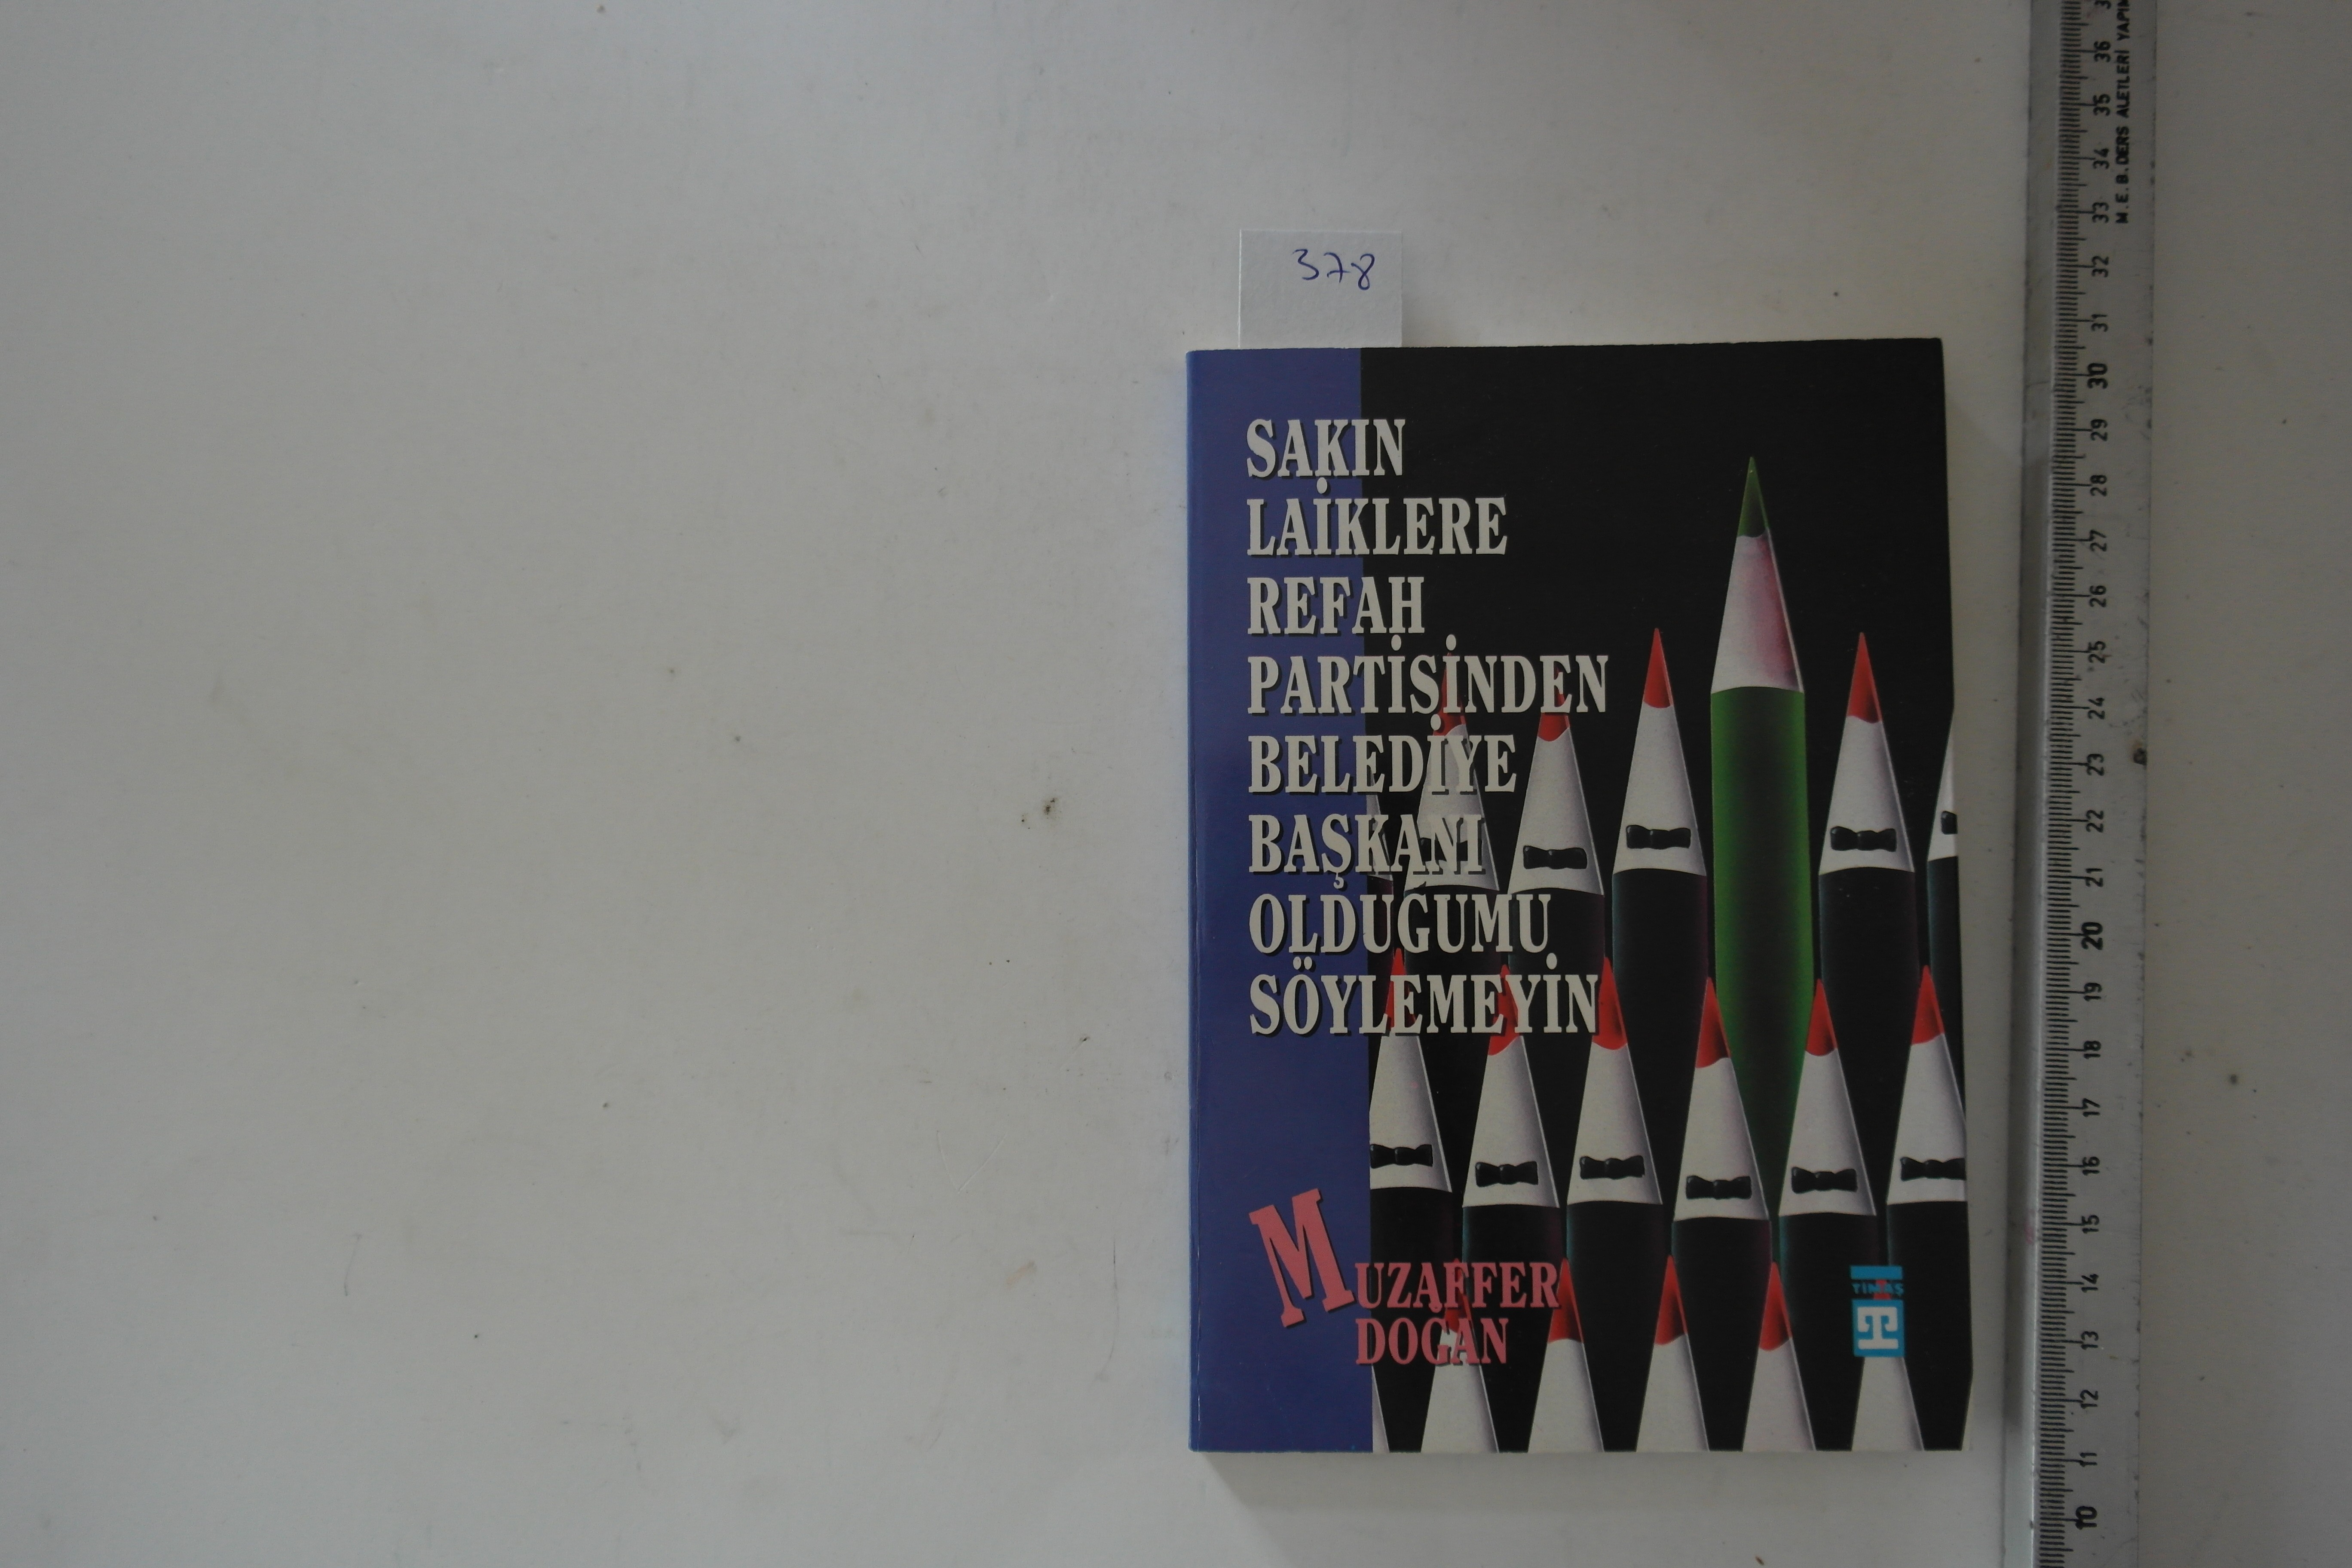 378
SAKIN
LAİKLERE
REFAH
PARTİSİNDEN
BELEDİYE
BAŞKANI
OLDUĞUMU
SÖYLEMEYİN
MUZAFFER
DOĞAN
TİMAŞ
M.E.B.DERS ALETLERİ YAPIM
36
35
34
33
32
31
30
29
28
27
26
25
24
23
22
21
20
19
18
17
16
15
14
13
12
11
10